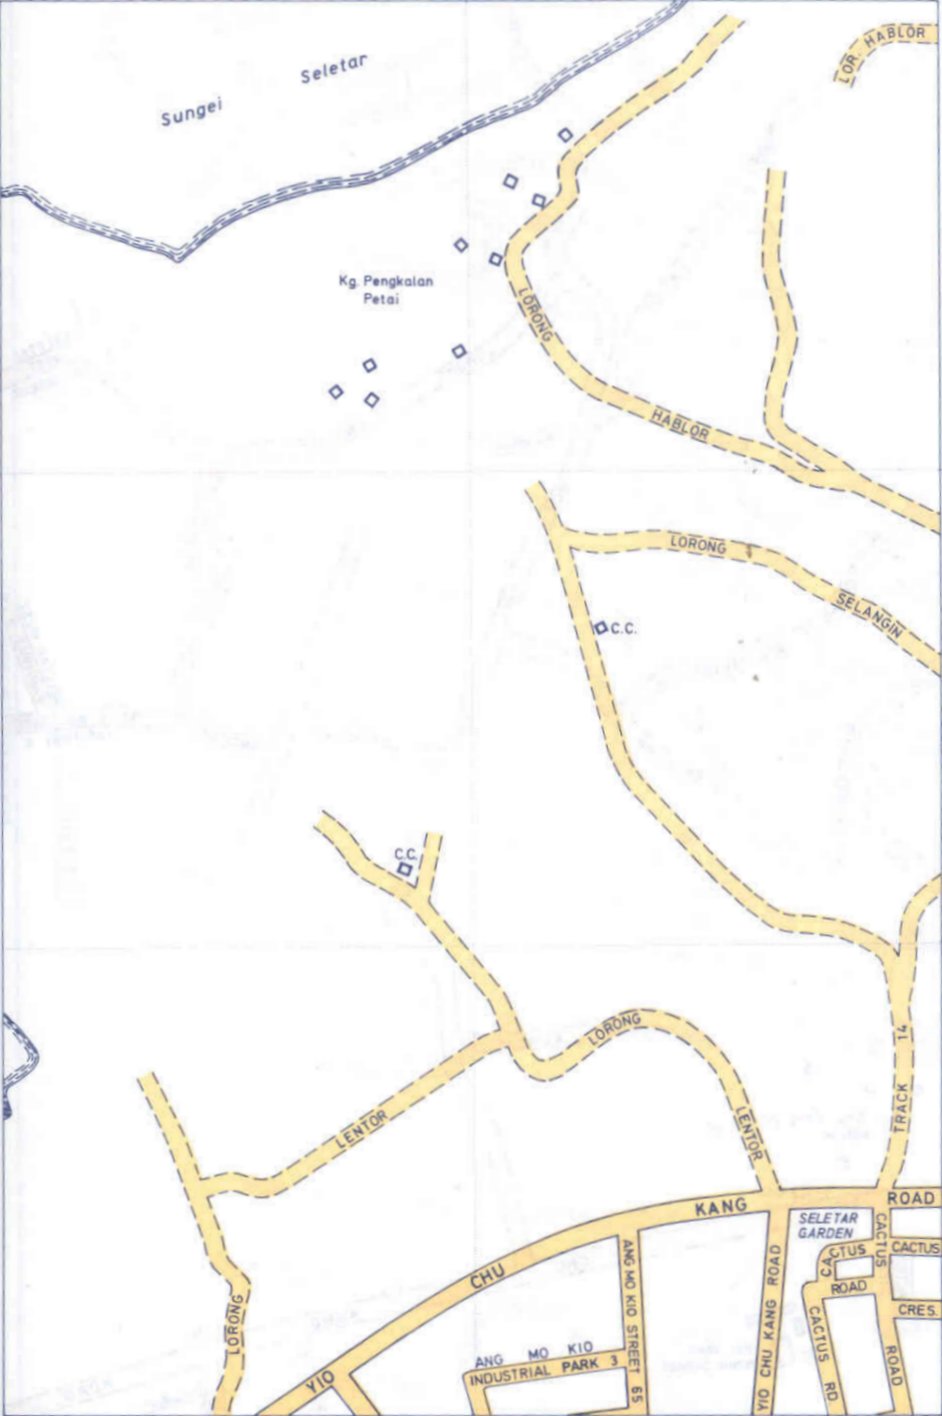 LOR. HABLOR
Sungei Seletar
Kg. Pengkalan
Petai
LORONG
HABLOR
LORONG
SELANGIN
C.C.
C.C.
LORONG
LENTOR
LENTOR
TRACK 14
LORONG
YIO CHU KANG ROAD
SELETAR
GARDEN
CACTUS
CACTUS
CACTUS
ROAD
CRES.
CACTUS RD
ROAD
YIO CHU KANG ROAD
ANG MO KIO STREET 65
ANG MO KIO
INDUSTRIAL PARK 3